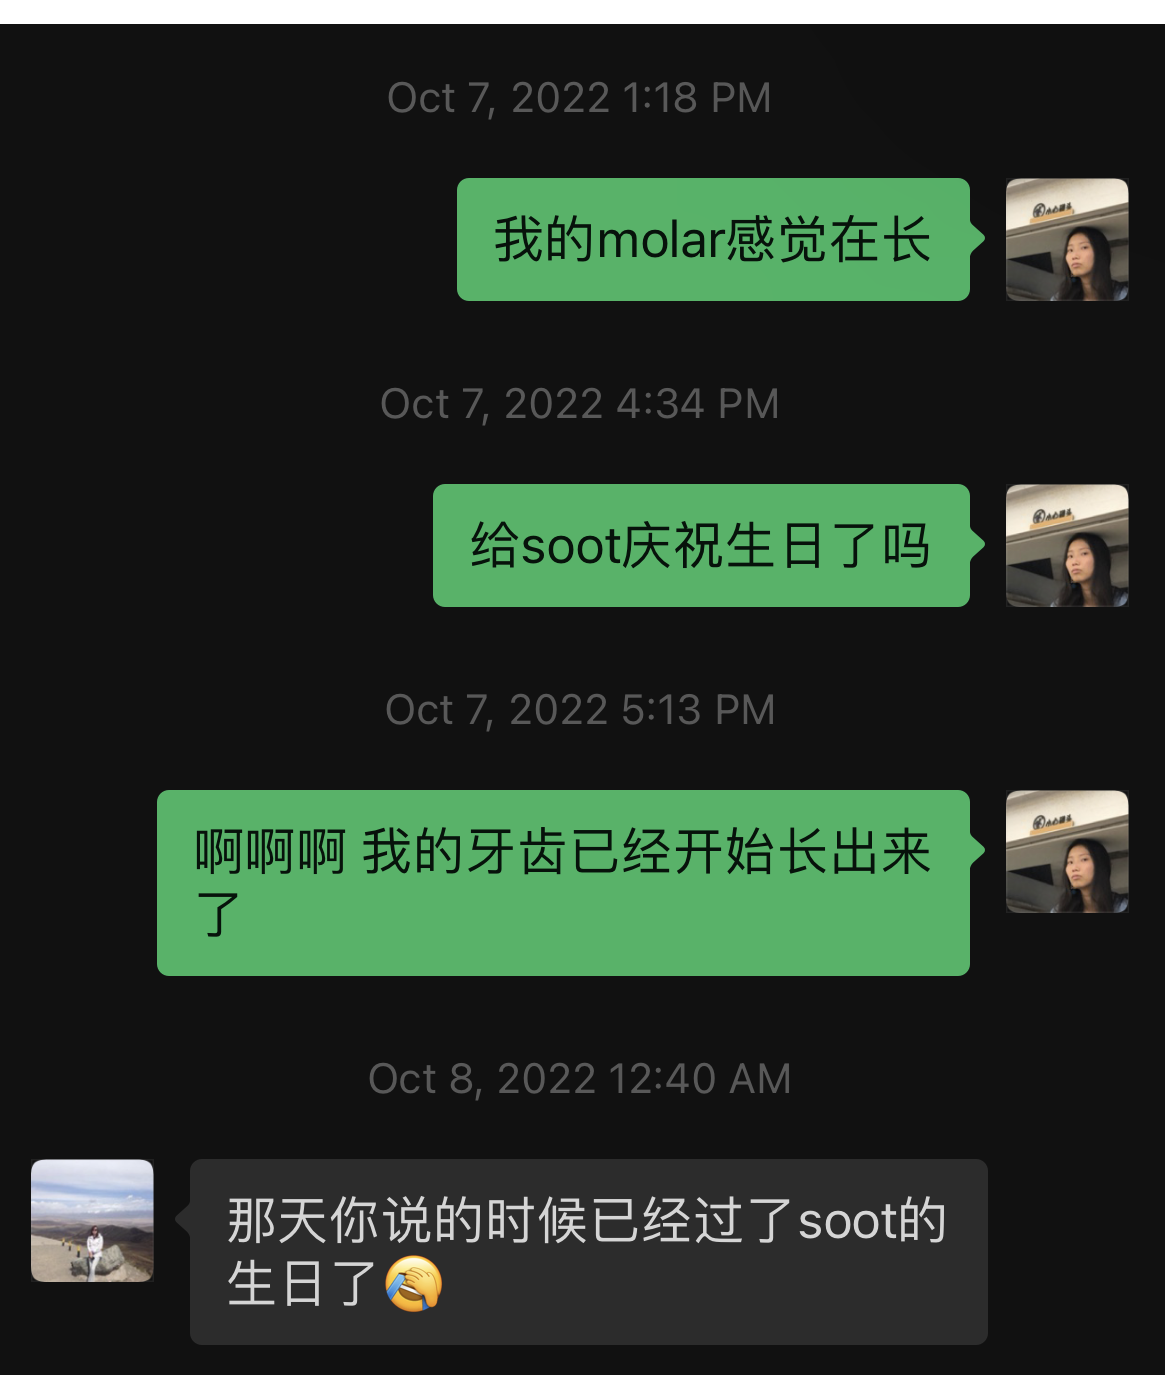 Oct 7, 2022 1:18 PM
我的molar感觉在长
Oct 7, 2022 4:34 PM
给soot庆祝生日了吗
Oct 7, 2022 5:13 PM
啊啊啊 我的牙齿已经开始长出来
了
Oct 8, 2022 12:40 AM
那天你说的时候已经过了soot的
生日了🤣